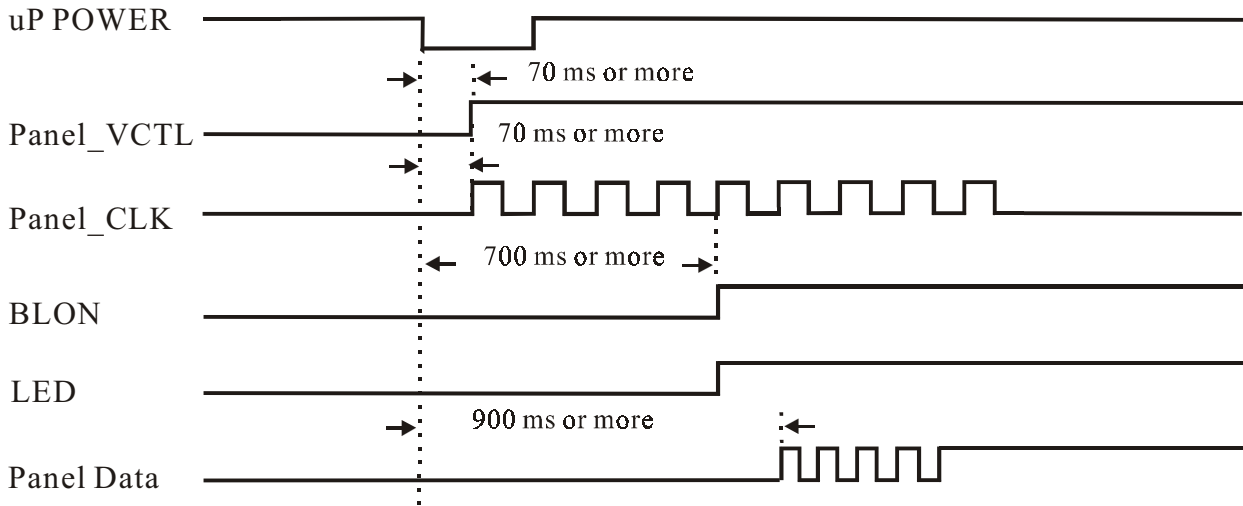 uP POWER
70 ms or more
Panel_VCTL
70 ms or more
Panel_CLK
700 ms or more
BLON
LED
900 ms or more
Panel Data